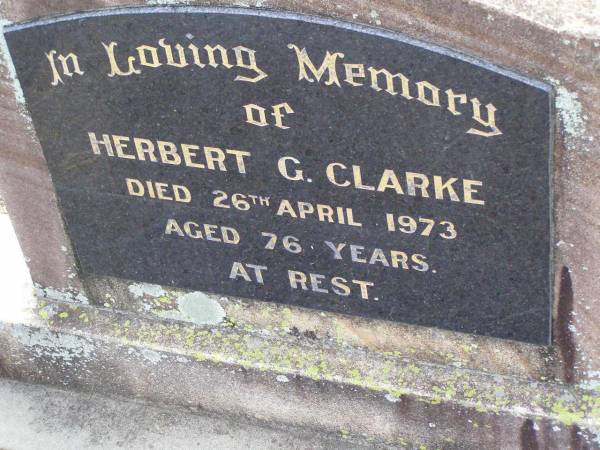 In Loving Memory
of
HERBERT G. CLARKE
DIED 26TH APRIL 1973
AGED 76 YEARS.
AT REST.